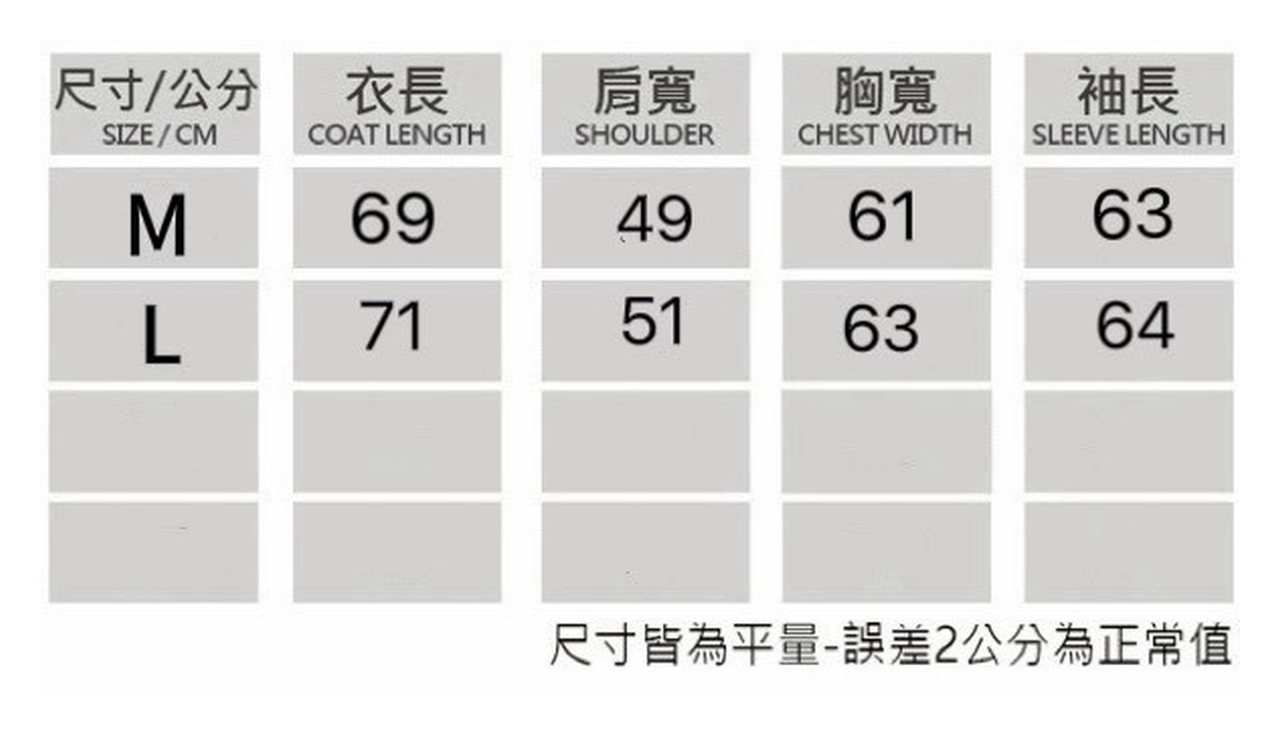 尺寸/公分 衣長 肩寬 胸寬 袖長
SIZE / CM COAT LENGTH SHOULDER CHEST WIDTH SLEEVE LENGTH
M 69 49 61 63
L 71 51 63 64
尺寸皆為平量-誤差2公分為正常值